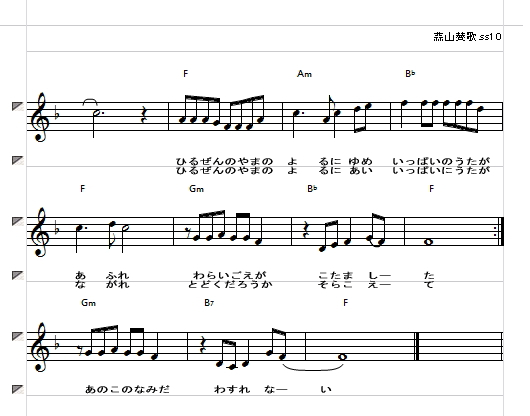 燕山賛歌.ss10
F Am B♭
ひるぜんのやまの よ るに ゆめ いっぱいのうたが
ひるぜんのやまの よ るに あい いっぱいにうたが
F Gm B♭ F
あ ふれ わらいごえが こたま し― た
な がれ とどくだろうか そらこ え― て
Gm B7 F
あのこのなみだ わすれ な― い